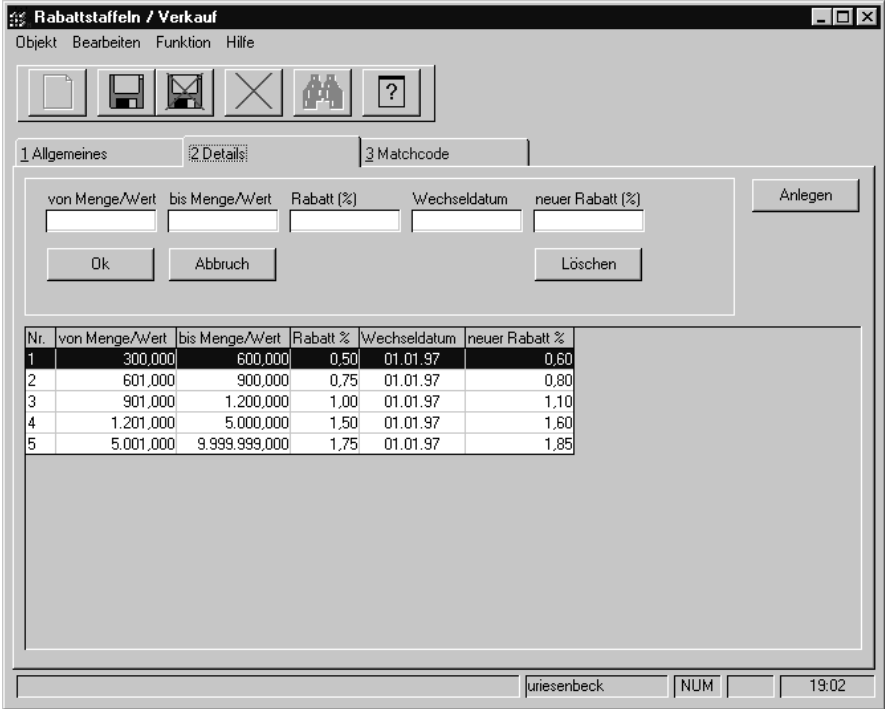 Rabattstaffeln / Verkauf
Objekt Bearbeiten Funktion Hilfe
?
1 Allgemeines 2 Details 3 Matchcode
von Menge/Wert bis Menge/Wert Rabatt (%) Wechseldatum neuer Rabatt (%) Anlegen
Ok Abbruch Löschen
Nr. von Menge/Wert bis Menge/Wert Rabatt % Wechseldatum neuer Rabatt %
1 300,000 600,000 0,50 01.01.97 0,60
2 601,000 900,000 0,75 01.01.97 0,80
3 901,000 1.200,000 1,00 01.01.97 1,10
4 1.201,000 5.000,000 1,50 01.01.97 1,60
5 5.001,000 9.999.999,000 1,75 01.01.97 1,85
uriesenbeck NUM 19:02